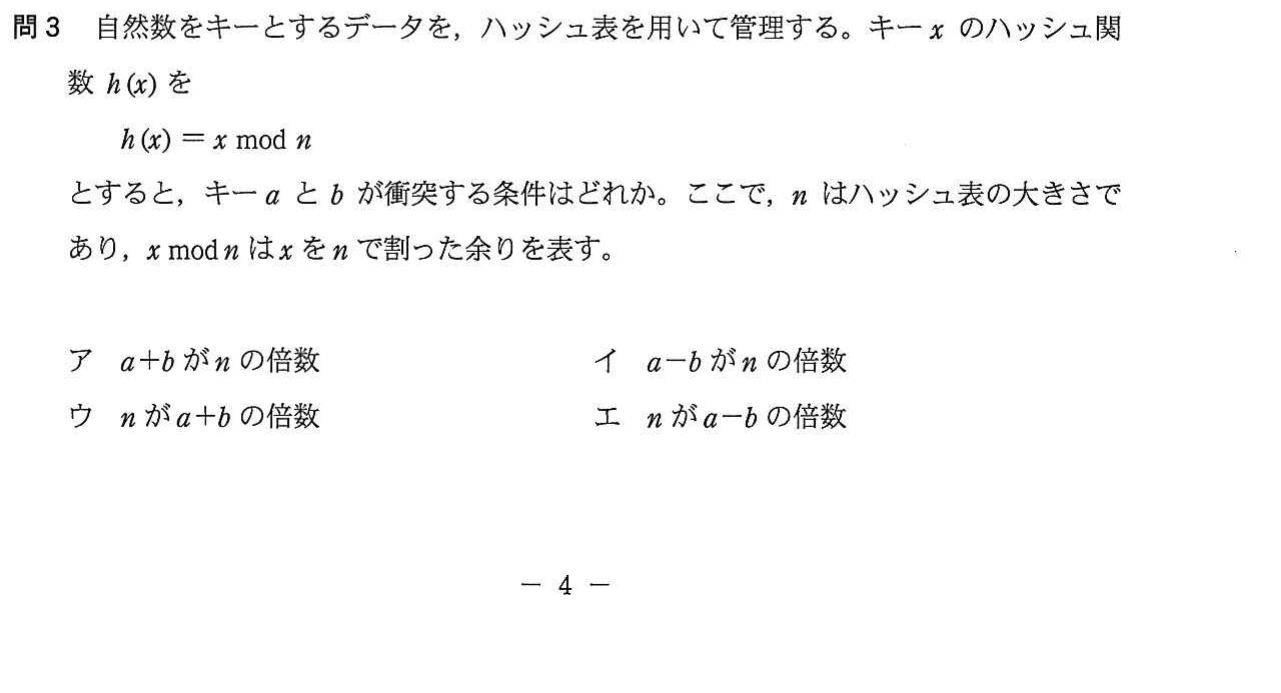 問3 自然数をキーとするデータを，ハッシュ表を用いて管理する。キー x のハッシュ関
数 h(x) を
h(x) ＝ x mod n
とすると，キー a と b が衝突する条件はどれか。ここで，n はハッシュ表の大きさで
あり，x mod n は x を n で割った余りを表す。
ア a＋b が n の倍数 イ a－b が n の倍数
ウ n が a＋b の倍数 エ n が a－b の倍数
－ 4 －